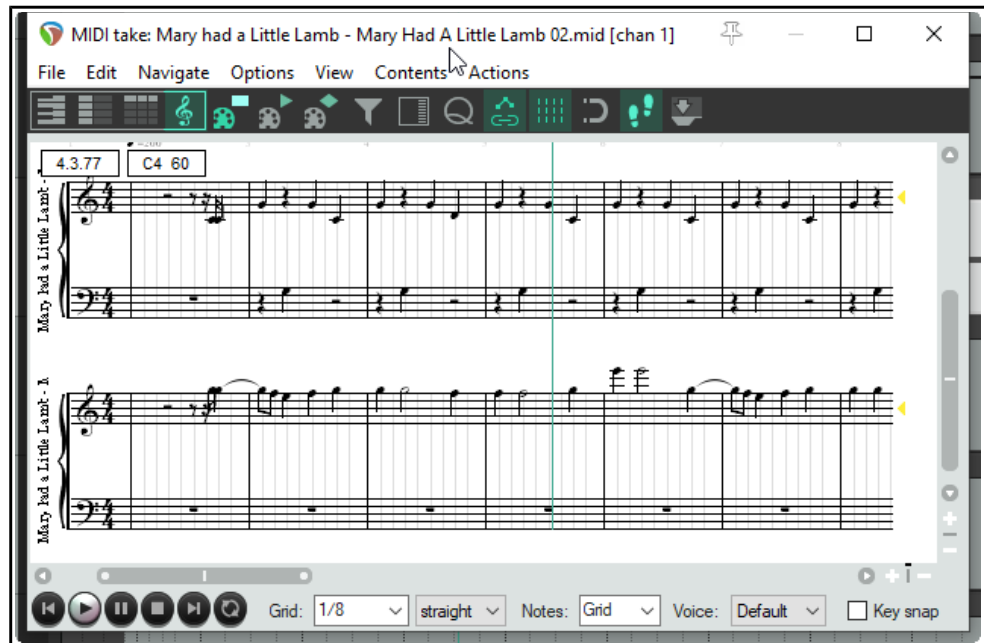 MIDI take: Mary had a Little Lamb - Mary Had A Little Lamb 02.mid [chan 1]
File Edit Navigate Options View Contents Actions
4.3.77 C4 60
Mary had a Little Lamb -
Mary had a Little Lamb -
Grid: 1/8 straight Notes: Grid Voice: Default Key snap